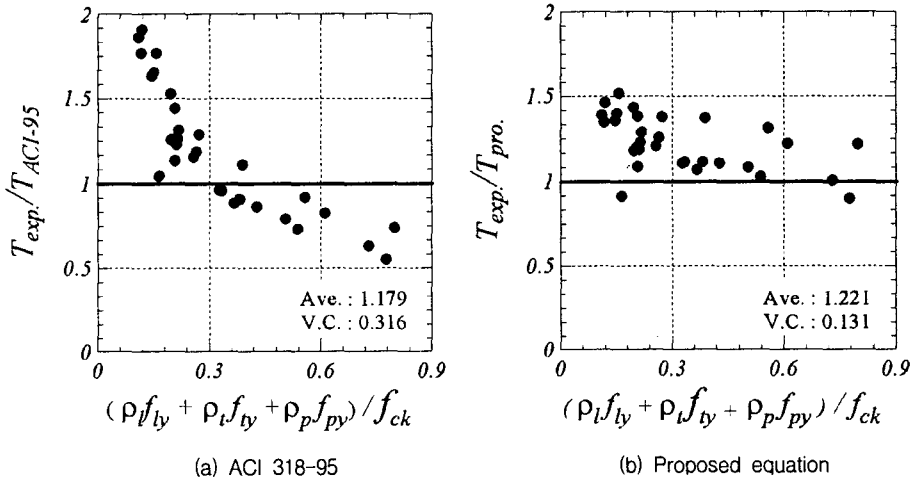 2
1.5
1
0.5
0
T_exp./T_ACI-95
Ave. : 1.179
V.C. : 0.316
0 0.3 0.6 0.9
(ρ_l f_ly + ρ_t f_ty + ρ_p f_py) / f_ck
(a) ACI 318-95
2
1.5
1
0.5
0
T_exp./T_pro.
Ave. : 1.221
V.C. : 0.131
0 0.3 0.6 0.9
(ρ_l f_ly + ρ_t f_ty + ρ_p f_py) / f_ck
(b) Proposed equation